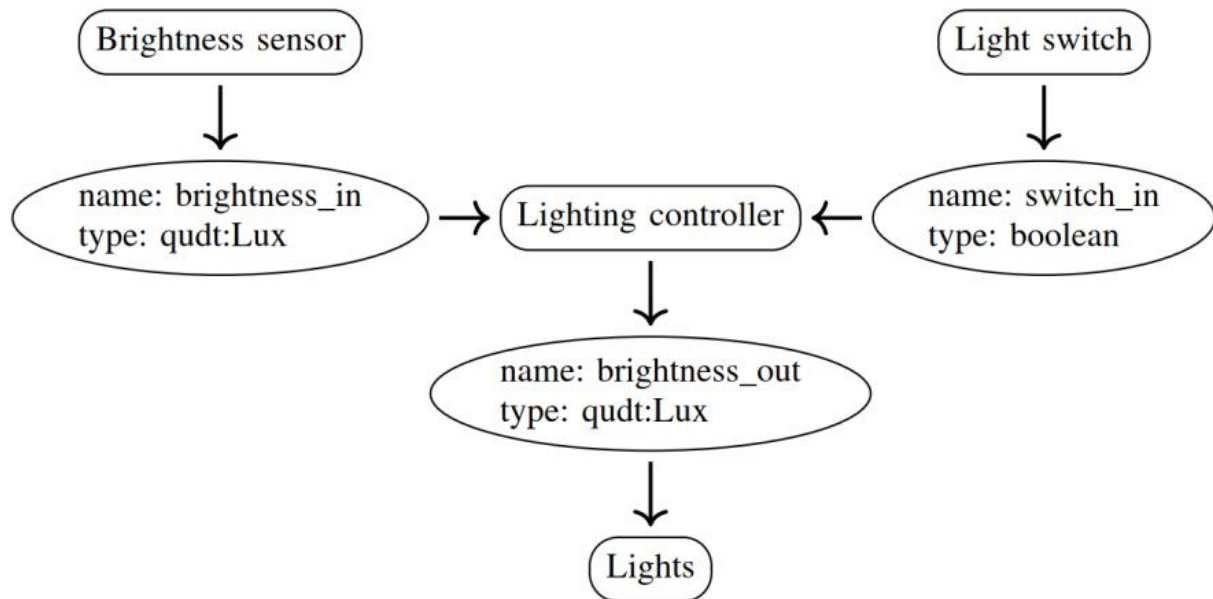 Brightness sensor
Light switch
name: brightness_in
type: qudt:Lux
Lighting controller
name: switch_in
type: boolean
name: brightness_out
type: qudt:Lux
Lights